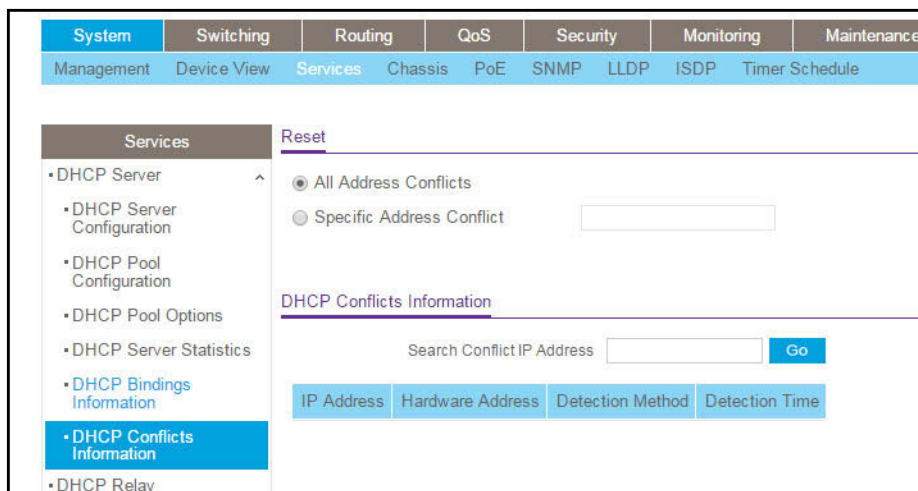 System Switching Routing QoS Security Monitoring Maintenance
Management Device View Services Chassis PoE SNMP LLDP ISDP Timer Schedule
Services
DHCP Server
DHCP Server
Configuration
DHCP Pool
Configuration
DHCP Pool Options
DHCP Server Statistics
DHCP Bindings
Information
DHCP Conflicts
Information
DHCP Relay
Reset
All Address Conflicts
Specific Address Conflict
DHCP Conflicts Information
Search Conflict IP Address Go
IP Address Hardware Address Detection Method Detection Time